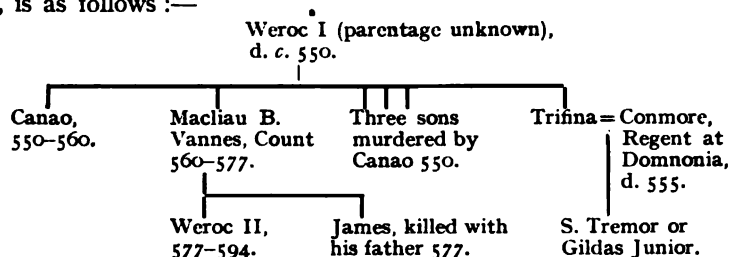 , is as follows :—
Weroc I (parentage unknown),
d. c. 550.
Canao,
550–560.
Macliau B.
Vannes, Count
560–577.
Three sons
murdered by
Canao 550.
Trifina = Conmore,
Regent at
Domnonia,
d. 555.
Weroc II,
577–594.
James, killed with
his father 577.
S. Tremor or
Gildas Junior.